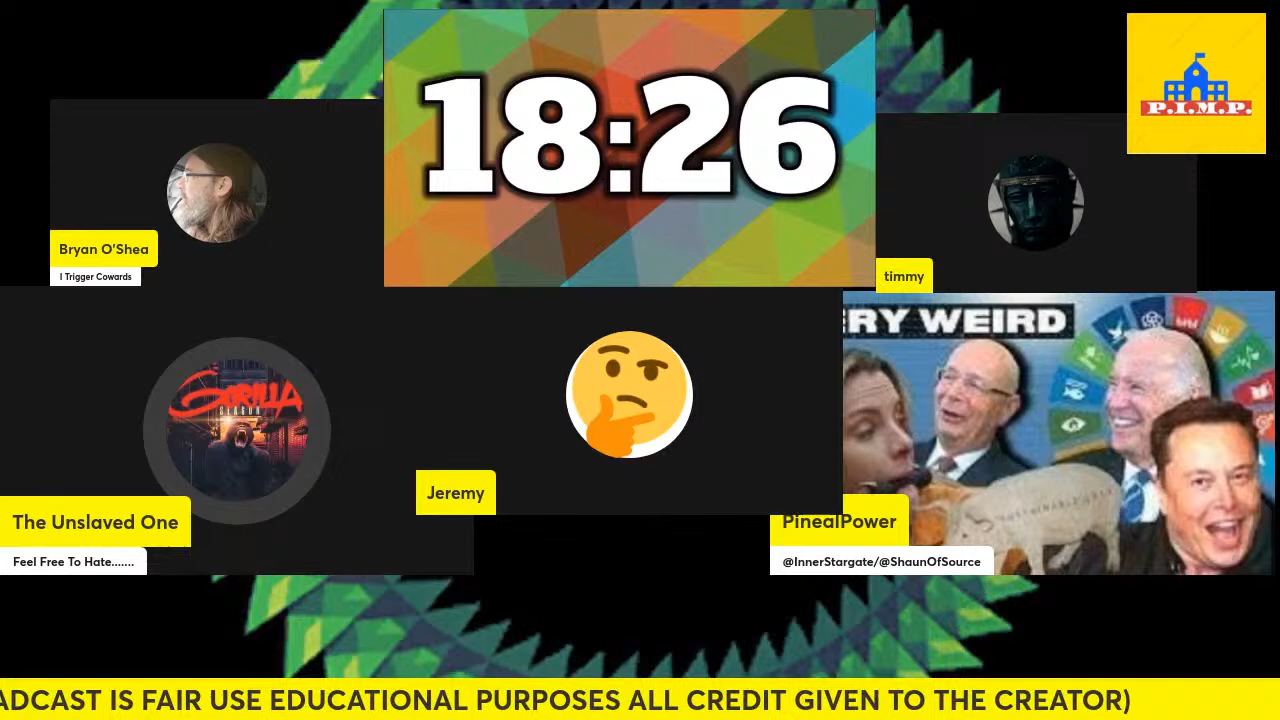 18:26
P.I.M.P.
Bryan O'Shea
I Trigger Cowards
timmy
ERY WEIRD
GORILLA
SEASON
Jeremy
The Unslaved One
Feel Free To Hate.......
PinealPower
@InnerStargate/@ShaunOfSource
ADCAST IS FAIR USE EDUCATIONAL PURPOSES ALL CREDIT GIVEN TO THE CREATOR)